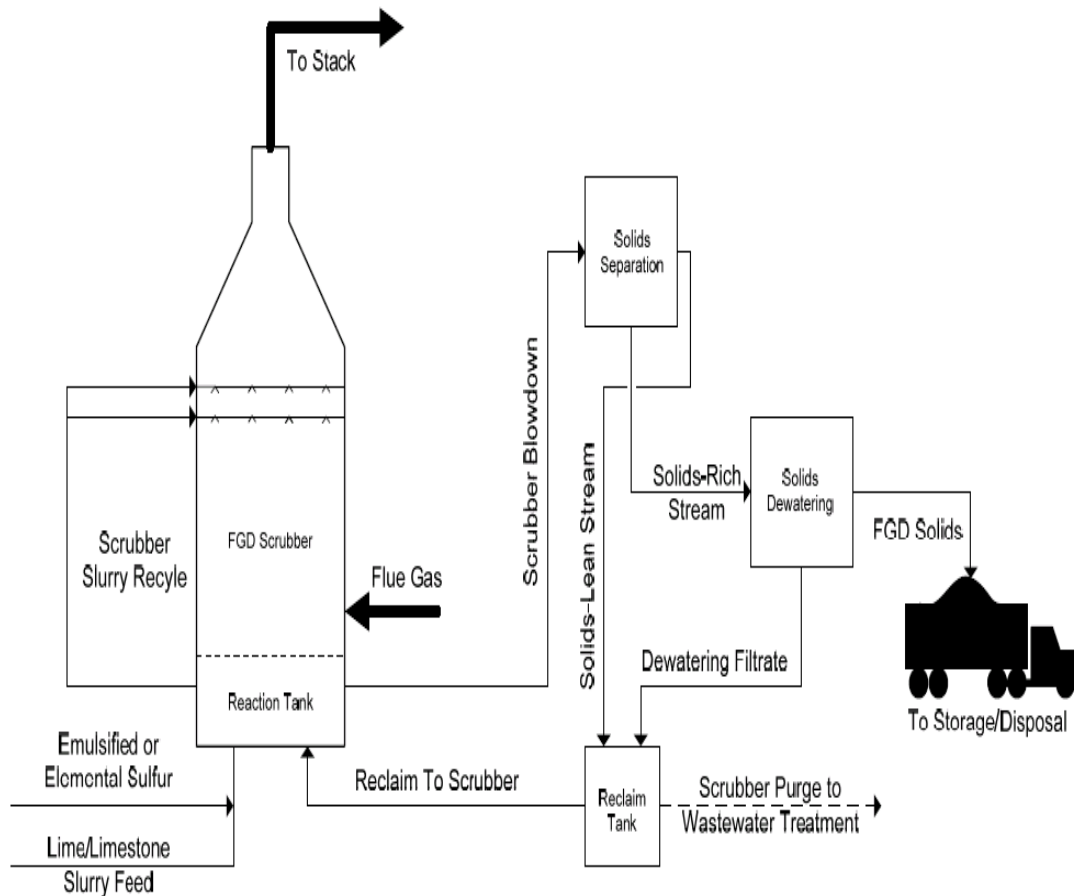 To Stack
Solids
Separation
Scrubber Blowdown
Solids-Lean Stream
Solids-Rich
Stream
Solids
Dewatering
FGD Solids
Scrubber
Slurry Recyle
FGD Scrubber
Flue Gas
Dewatering Filtrate
Reaction Tank
To Storage/Disposal
Emulsified or
Elemental Sulfur
Reclaim To Scrubber
Reclaim
Tank
Scrubber Purge to
Wastewater Treatment
Lime/Limestone
Slurry Feed